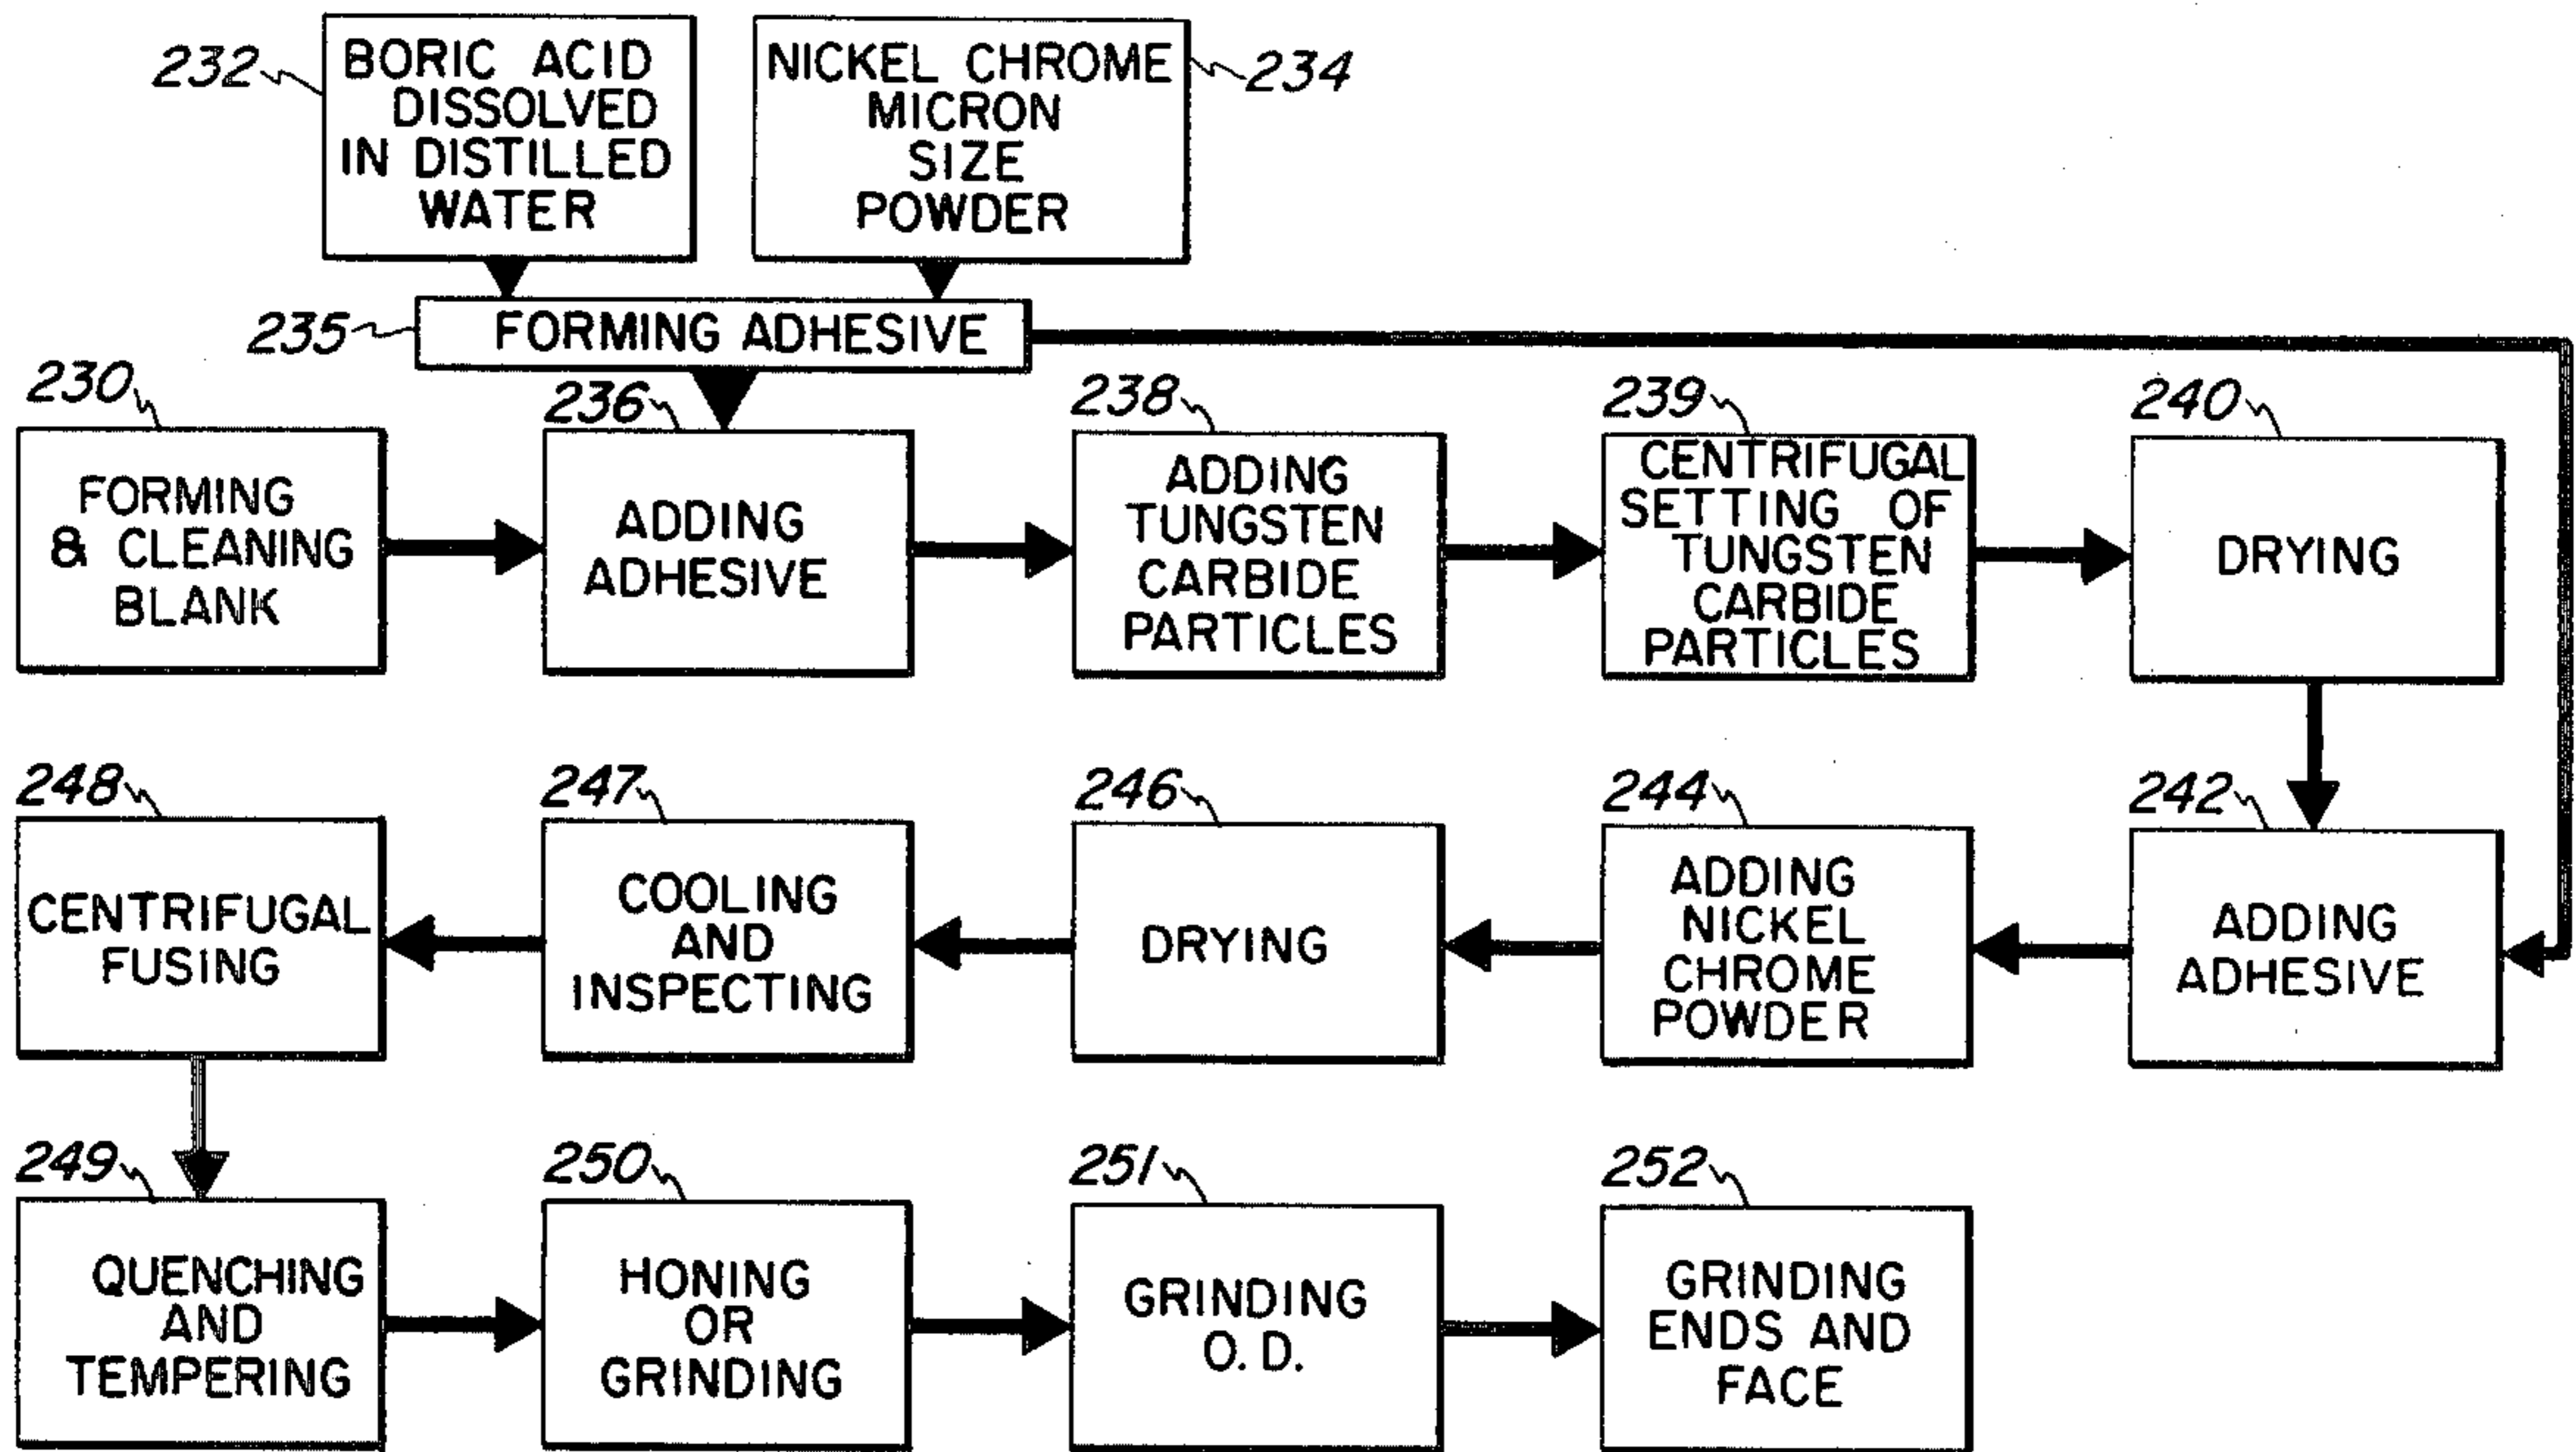 232
BORIC ACID
DISSOLVED
IN DISTILLED
WATER
NICKEL CHROME
MICRON
SIZE
POWDER
234
235
FORMING ADHESIVE
230
FORMING
& CLEANING
BLANK
236
ADDING
ADHESIVE
238
ADDING
TUNGSTEN
CARBIDE
PARTICLES
239
CENTRIFUGAL
SETTING OF
TUNGSTEN
CARBIDE
PARTICLES
240
DRYING
248
CENTRIFUGAL
FUSING
247
COOLING
AND
INSPECTING
246
DRYING
244
ADDING
NICKEL
CHROME
POWDER
242
ADDING
ADHESIVE
249
QUENCHING
AND
TEMPERING
250
HONING
OR
GRINDING
251
GRINDING
O. D.
252
GRINDING
ENDS AND
FACE